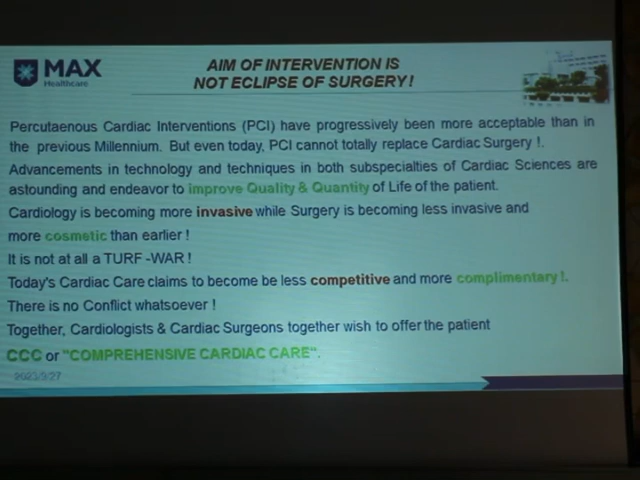 MAX
Healthcare
AIM OF INTERVENTION IS
NOT ECLIPSE OF SURGERY!
Percutaenous Cardiac Interventions (PCI) have progressively been more acceptable than in
the previous Millennium. But even today, PCI cannot totally replace Cardiac Surgery !.
Advancements in technology and techniques in both subspecialties of Cardiac Sciences are
astounding and endeavor to improve Quality & Quantity of Life of the patient.
Cardiology is becoming more invasive while Surgery is becoming less invasive and
more cosmetic than earlier !
It is not at all a TURF -WAR !
Today's Cardiac Care claims to become be less competitive and more complimentary !.
There is no Conflict whatsoever !
Together, Cardiologists & Cardiac Surgeons together wish to offer the patient
CCC or "COMPREHENSIVE CARDIAC CARE".
2023/3/27